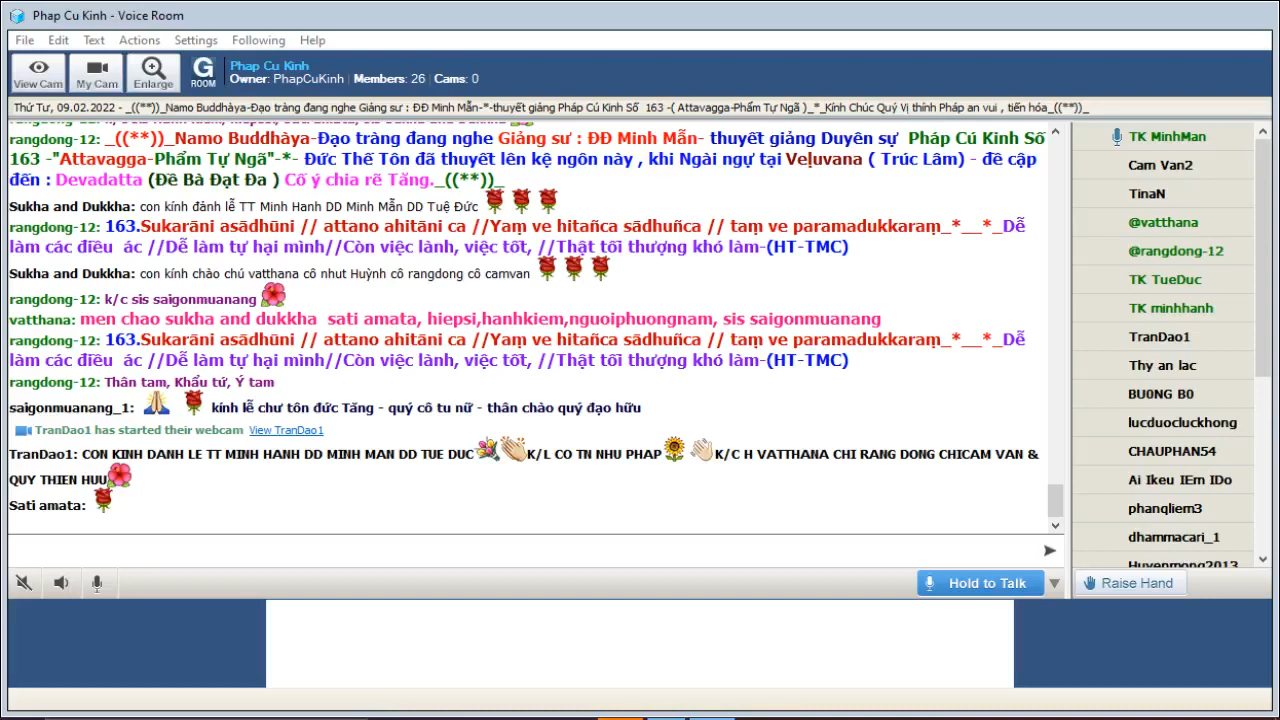 Phap Cu Kinh - Voice Room
File Edit Text Actions Settings Following Help
View Cam My Cam Enlarge G ROOM
Phap Cu Kinh
Owner: PhapCuKinh | Members: 26 | Cams: 0
Thứ Tư, 09.02.2022 - _((**))_Namo Buddhàya-Đạo tràng đang nghe Giảng sư : ĐĐ Minh Mẫn-*-thuyết giảng Pháp Cú Kinh Số 163 -( Attavagga-Phẩm Tự Ngã )_*_Kính Chúc Quý Vị thính Pháp an vui , tiến hóa_((**))_
rangdong-12: _((**))_Namo Buddhàya-Đạo tràng đang nghe Giảng sư : ĐĐ Minh Mẫn- thuyết giảng Duyên sự Pháp Cú Kinh Số
163 -"Attavagga-Phẩm Tự Ngã"-*- Đức Thế Tôn đã thuyết lên kệ ngôn này , khi Ngài ngự tại Veḷuvana ( Trúc Lâm) - đề cập
đến : Devadatta (Đề Bà Đạt Đa ) Cố ý chia rẽ Tăng._((**))_
Sukha and Dukkha: con kính đảnh lễ TT Minh Hanh DD Minh Mẫn DD Tuệ Đức
rangdong-12: 163.Sukarāni asādhūni // attano ahitāni ca //Yaṃ ve hitañca sādhuñca // taṃ ve paramadukkaraṃ_*__*_Dễ
làm các điều ác //Dễ làm tự hại mình//Còn việc lành, việc tốt, //Thật tối thượng khó làm-(HT-TMC)
Sukha and Dukkha: con kính chào chú vatthana cô nhut Huỳnh cô rangdong cô camvan
rangdong-12: k/c sis saigonmuanang
vatthana: men chao sukha and dukkha sati amata, hiepsi,hanhkiem,nguoiphuongnam, sis saigonmuanang
rangdong-12: 163.Sukarāni asādhūni // attano ahitāni ca //Yaṃ ve hitañca sādhuñca // taṃ ve paramadukkaraṃ_*__*_Dễ
làm các điều ác //Dễ làm tự hại mình//Còn việc lành, việc tốt, //Thật tối thượng khó làm-(HT-TMC)
rangdong-12: Thân tam, Khẩu tứ, Ý tam
saigonmuanang_1: kính lễ chư tôn đức Tăng - quý cô tu nữ - thân chào quý đạo hữu
TranDao1 has started their webcam View TranDao1
TranDao1: CON KINH DANH LE TT MINH HANH DD MINH MAN DD TUE DUC K/L CO TN NHU PHAP K/C H VATTHANA CHI RANG DONG CHICAM VAN &
QUY THIEN HUU
Sati amata:
TK MinhMan
Cam Van2
TinaN
@vatthana
@rangdong-12
TK TueDuc
TK minhhanh
TranDao1
Thy an lac
BU0NG B0
lucduocluckhong
CHAUPHAN54
Ai Ikeu IEm IDo
phanqliem3
dhammacari_1
Huyenmong2013
Hold to Talk
Raise Hand